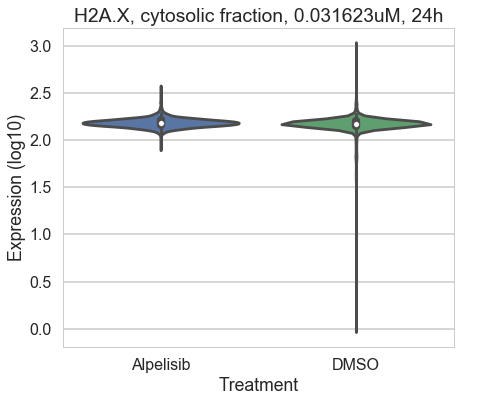 H2A.X, cytosolic fraction, 0.031623uM, 24h
Expression (log10)
3.0
2.5
2.0
1.5
1.0
0.5
0.0
Alpelisib DMSO
Treatment